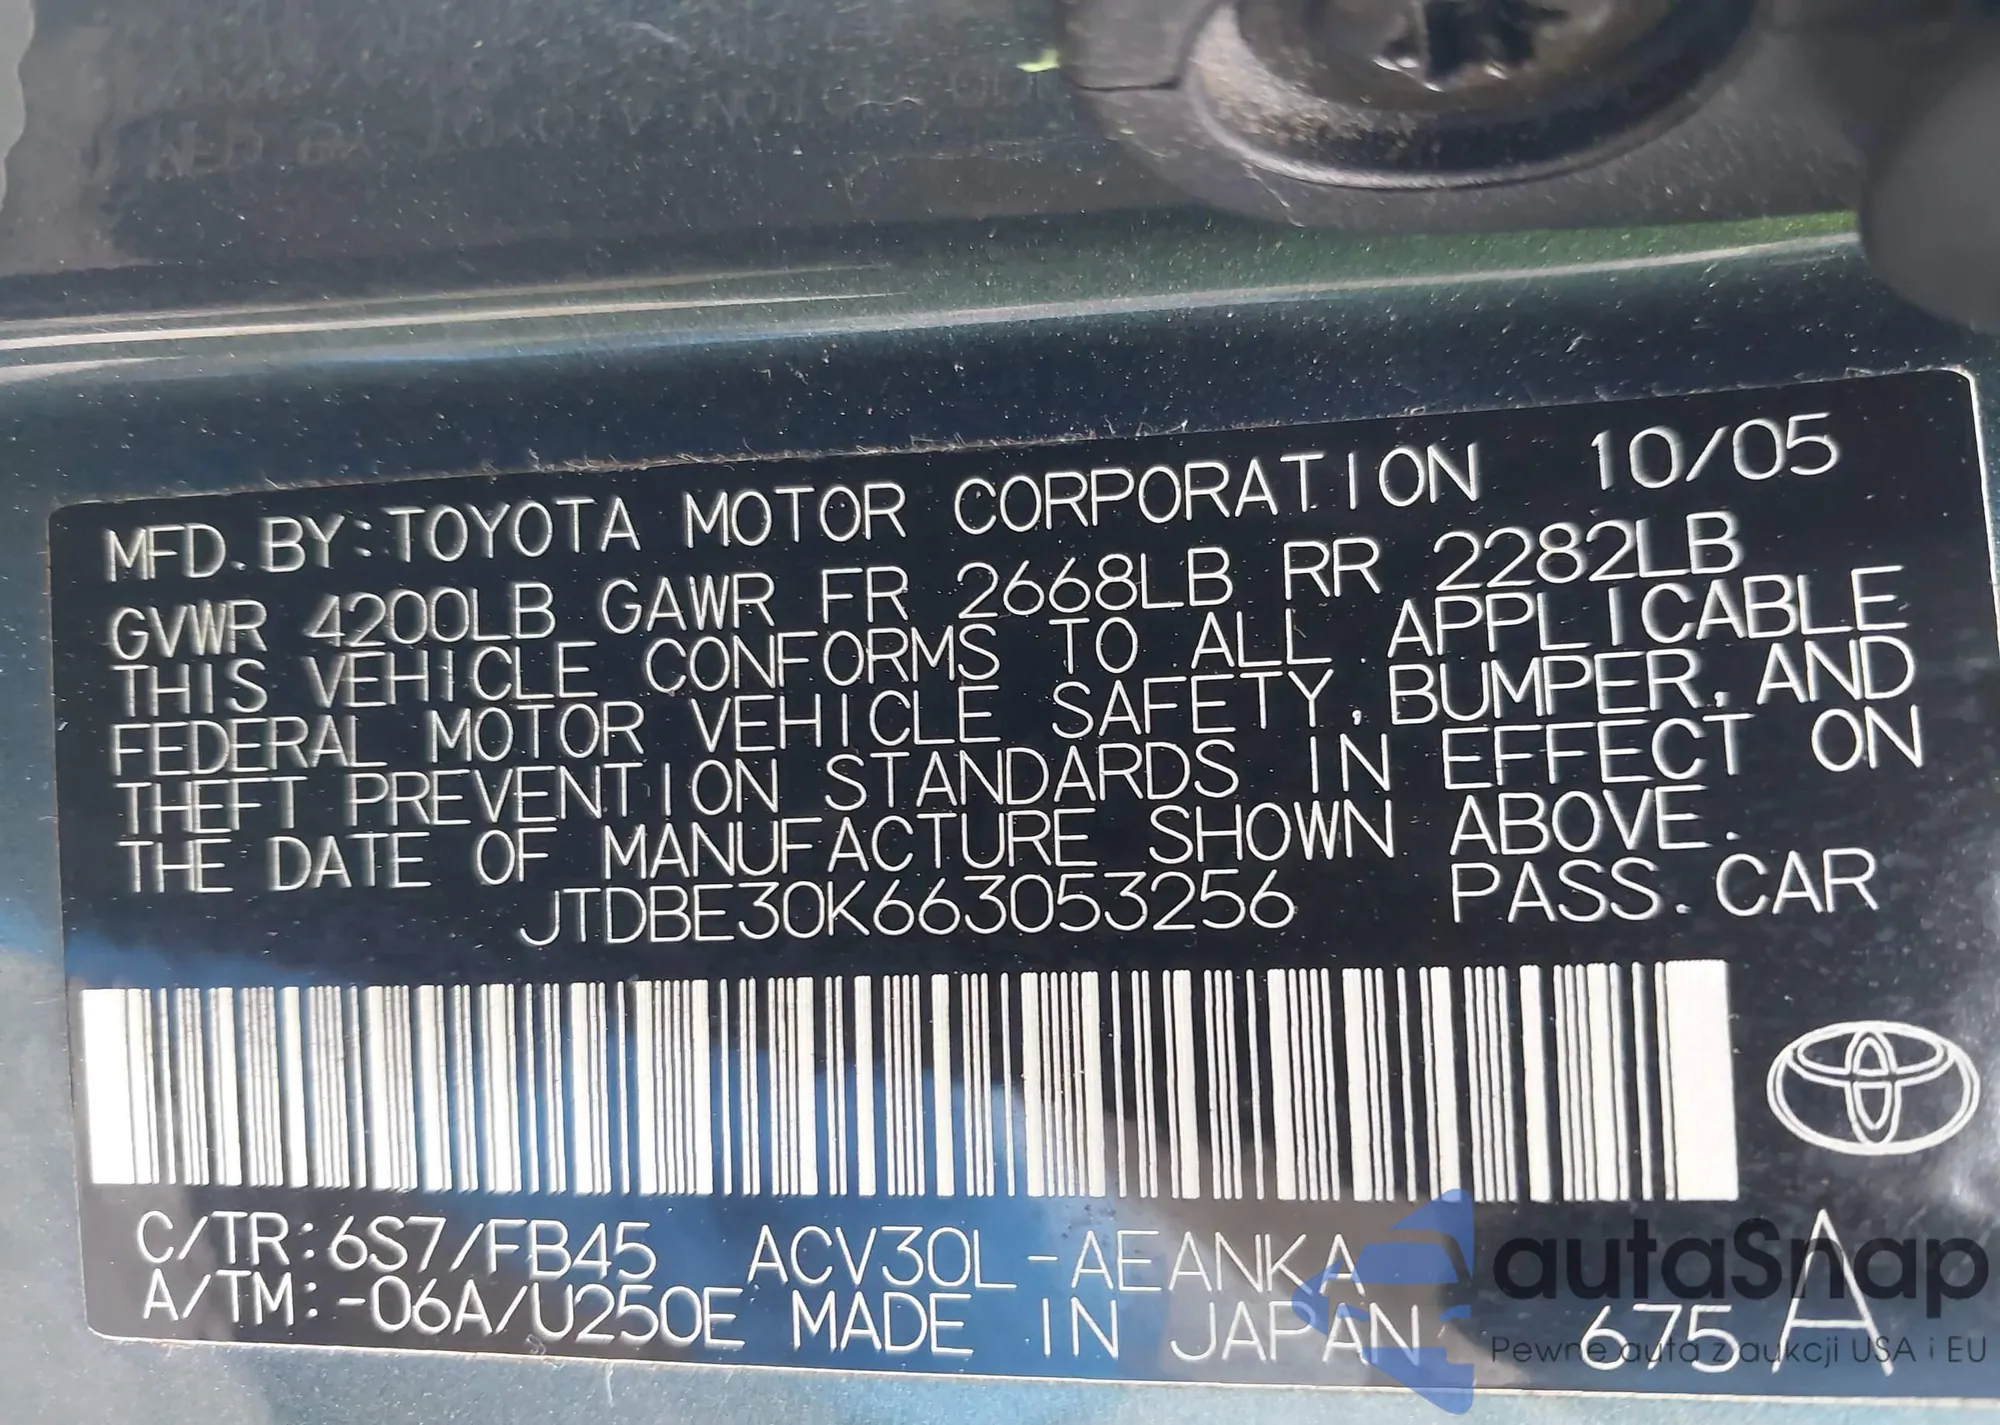 MFD. BY: TOYOTA MOTOR CORPORATION 10/05
GVWR 4200LB GAWR FR 2668LB RR 2282LB
THIS VEHICLE CONFORMS TO ALL APPLICABLE
FEDERAL MOTOR VEHICLE SAFETY, BUMPER, AND
THEFT PREVENTION STANDARDS IN EFFECT ON
THE DATE OF MANUFACTURE SHOWN ABOVE.
JTDBE30K663053256 PASS. CAR
C/TR: 6S7/FB45 ACV30L-AEANKA
A/TM: -06A/U250E MADE IN JAPAN 675 A
autaSnap
Pewne auta z aukcji USA i EU